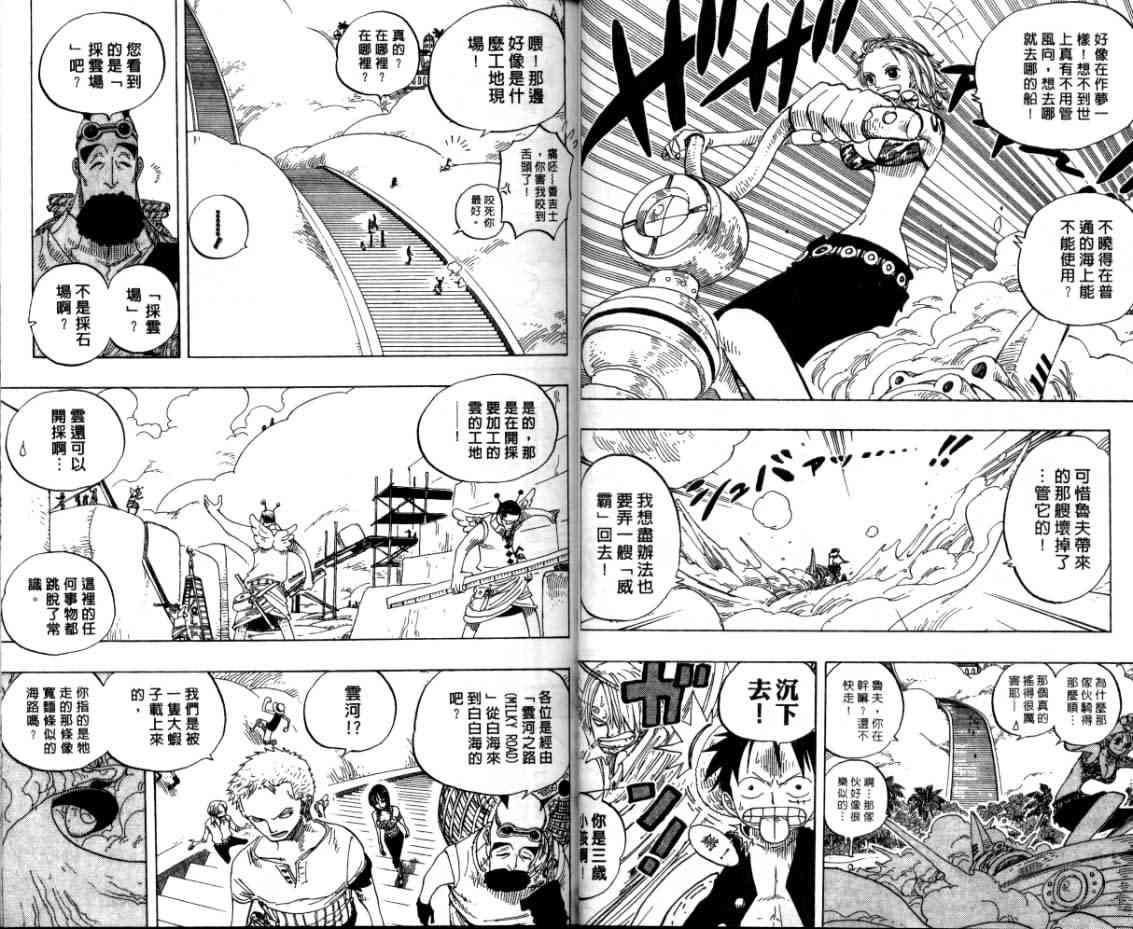 好像在作夢一
樣！想不到世
上真有不用管
風向，想去哪
就去哪的船！
不曉得在普
通的海上能
不能使用？
可惜魯夫帶來
的那艘壞掉了
…管它的！
我想盡辦法也
要弄一艘「威
霸」回去！
シュバァッ……!!
為什麼那
傢伙騎得
那麼順…
那個真的
搖得很厲
害耶──
魯夫，你在
幹嘛？還不
快走！
啊…那傢
伙好像很
樂似的…
沉下
去！
你是三歲
小孩啊！
喂！那邊
好像是什
麼工地現
場！
真的？
在哪裡？
在哪裡？
痛呸──香吉士
，你害我咬到
舌頭了！
咬死你
最好。
您看到
的是「
採雲場
」吧？
「採雲
場」？
不是採石
場啊？
是的，那
是在開採
要加工的
雲的工地
──！
雲還可以
開採啊…
這裡的任
何事物都
跳脫了常
識。
各位是經由
「雲河之路
(MILKY ROAD)
」從白海來
到白白海的
吧？
雲河!?
我們是被
一隻大蝦
子載上來
的，
你指的是牠
走的那條像
寬麵條似的
海路嗎？